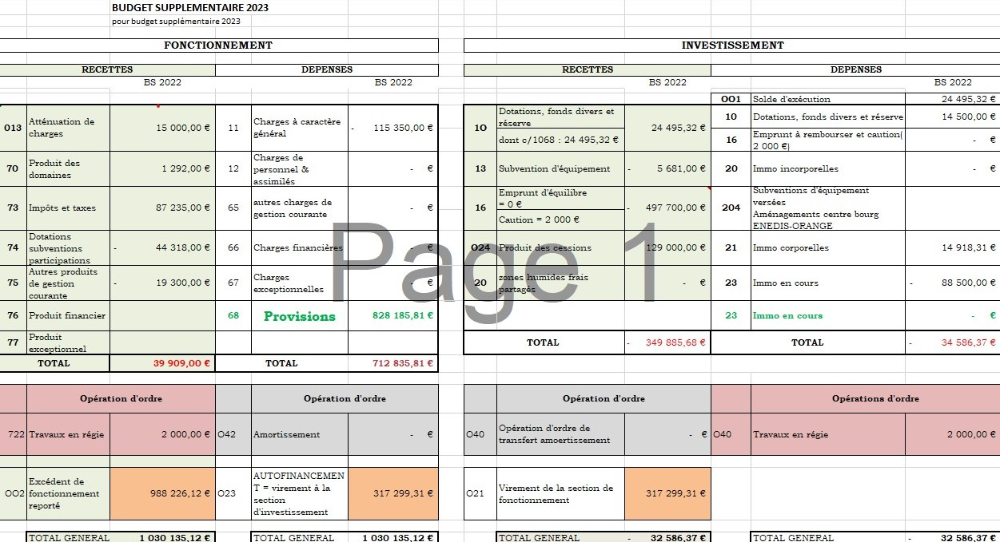 BUDGET SUPPLEMENTAIRE 2023
pour budget supplémentaire 2023
FONCTIONNEMENT
INVESTISSEMENT
RECETTES
DEPENSES
RECETTES
DEPENSES
BS 2022
BS 2022
BS 2022
BS 2022
OO1 Solde d'exécution 24 495,32 €
013 Atténuation de
charges
15 000,00 €
11 Charges à caractère
général
- 115 350,00 €
10 Dotations, fonds divers et
réserve
dont c/1068 : 24 495,32 €
24 495,32 €
10 Dotations, fonds divers et réserve 14 500,00 €
16 Emprunt à rembourser et caution(
2 000 €)
- €
70 Produit des
domaines
1 292,00 €
12 Charges de
personnel &
assimilés
- €
13 Subvention d'équipement - 5 681,00 €
20 Immo incorporelles - €
73 Impôts et taxes 87 235,00 €
65 autres charges de
gestion courante
- €
16 Emprunt d'équilibre
= 0 €
Caution = 2 000 €
- 497 700,00 €
204 Subventions d'équipement
versées
Aménagements centre bourg
ENEDIS-ORANGE
74 Dotations
subventions
participations
- 44 318,00 €
66 Charges financières - €
O24 Produit des cessions 129 000,00 €
21 Immo corporelles 14 918,31 €
75 Autres produits
de gestion
courante
- 19 300,00 €
67 Charges
exceptionnelles
- €
20 zones humides frais
partagés
- €
23 Immo en cours - 88 500,00 €
76 Produit financier
68 Provisions 828 185,81 €
23 Immo en cours - €
77 Produit
exceptionnel
TOTAL - 349 885,68 €
TOTAL - 34 586,37 €
TOTAL 39 909,00 €
TOTAL 712 835,81 €
Page 1
Opération d'ordre
Opération d'ordre
Opération d'ordre
Opérations d'ordre
722 Travaux en régie 2 000,00 €
O42 Amortissement - €
O40 Opération d'ordre de
transfert amoertissement
- €
O40 Travaux en régie 2 000,00 €
OO2 Excédent de
fonctionnement
reporté
988 226,12 €
O23 AUTOFINANCEMEN
T = virement à la
section
d'investissement
317 299,31 €
O21 Virement de la section de
fonctionnement
317 299,31 €
TOTAL GENERAL 1 030 135,12 €
TOTAL GENERAL 1 030 135,12 €
TOTAL GENERAL - 32 586,37 €
TOTAL GENERAL - 32 586,37 €